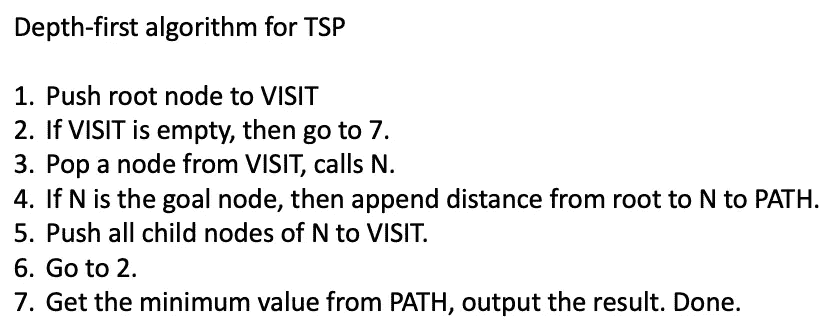 Depth-first algorithm for TSP
1. Push root node to VISIT
2. If VISIT is empty, then go to 7.
3. Pop a node from VISIT, calls N.
4. If N is the goal node, then append distance from root to N to PATH.
5. Push all child nodes of N to VISIT.
6. Go to 2.
7. Get the minimum value from PATH, output the result. Done.